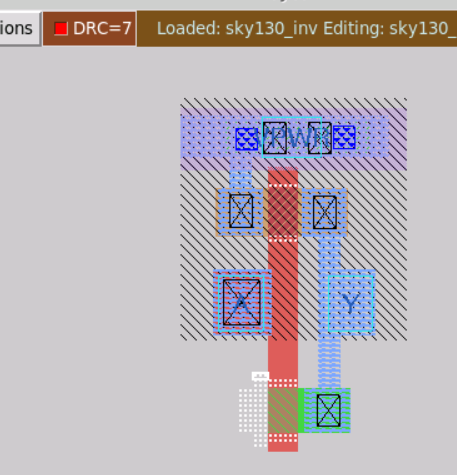 ions DRC=7 Loaded: sky130_inv Editing: sky130_
VPWR
A Y